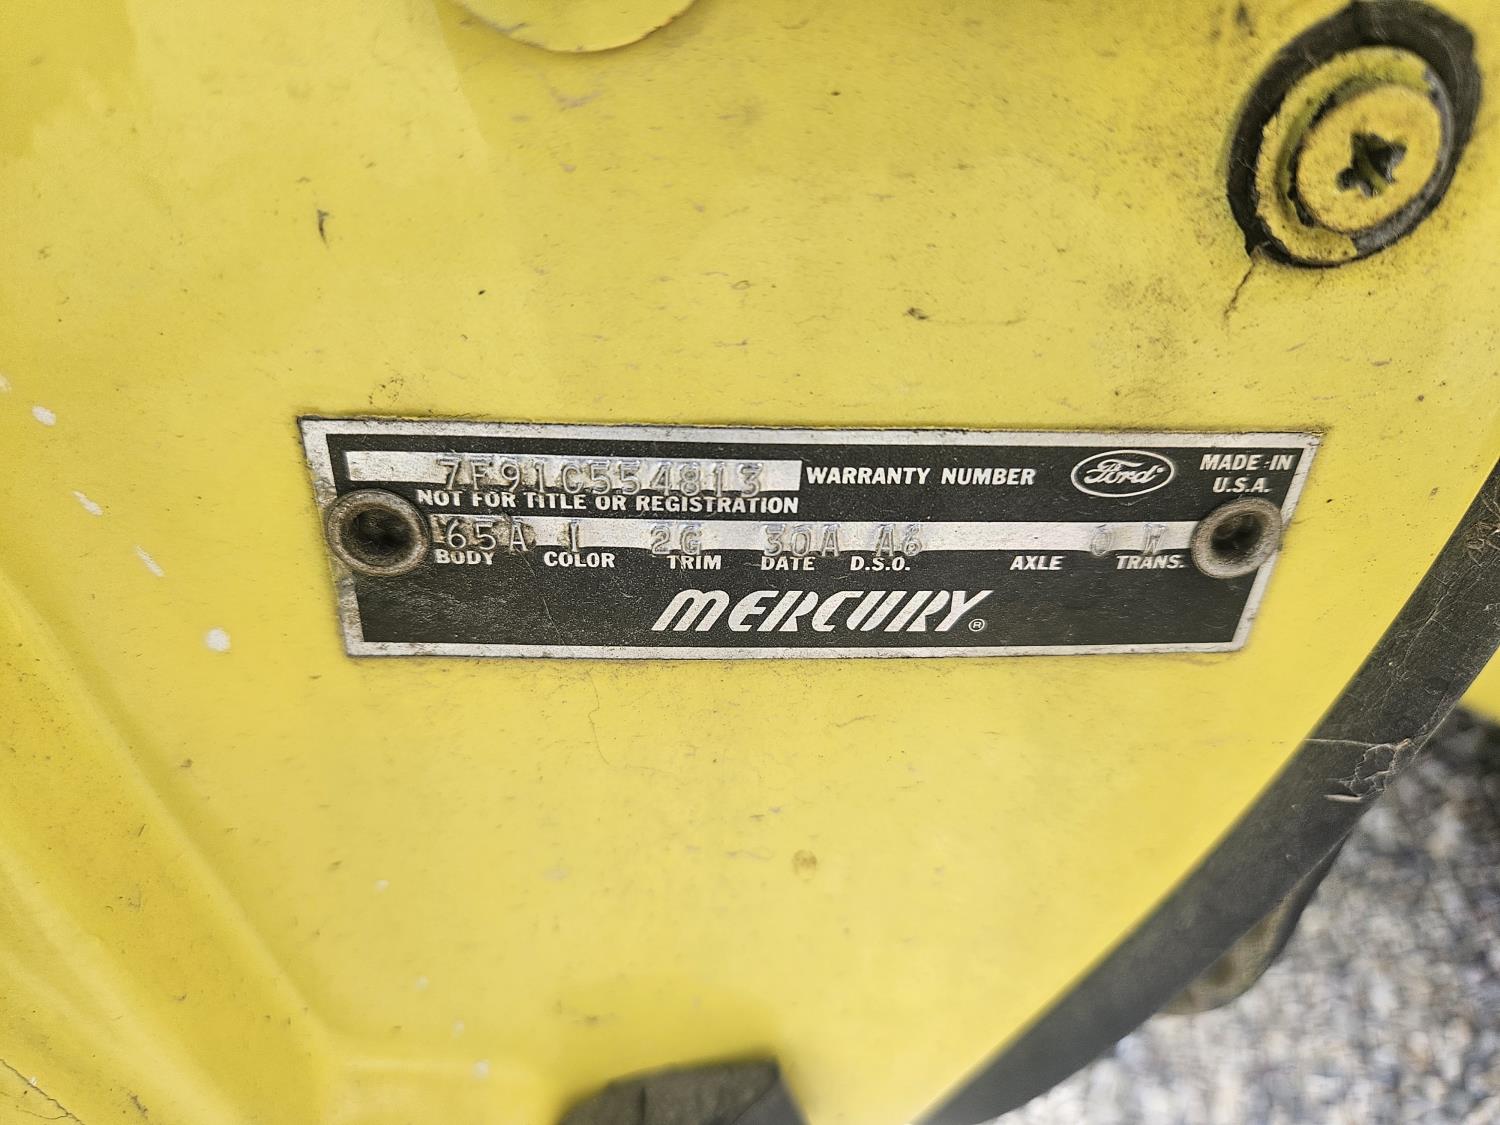 7F91C554813 WARRANTY NUMBER Ford MADE IN
U.S.A.
NOT FOR TITLE OR REGISTRATION
65A I 2G 30A A6 0 W
BODY COLOR TRIM DATE D.S.O. AXLE TRANS.
MERCURY ®